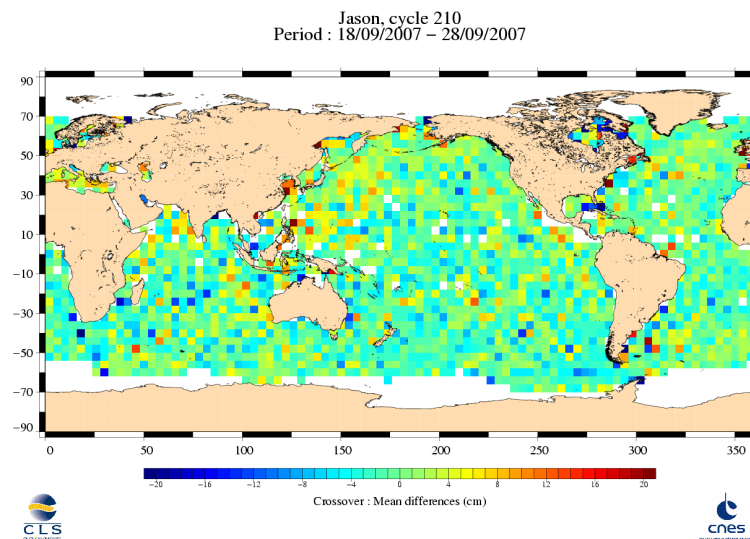 Jason, cycle 210
Period : 18/09/2007 − 28/09/2007
90
70
50
30
10
−10
−30
−50
−70
−90
0 50 100 150 200 250 300 350
−20 −16 −12 −8 −4 0 4 8 12 16 20
Crossover : Mean differences (cm)
CLS
cnes